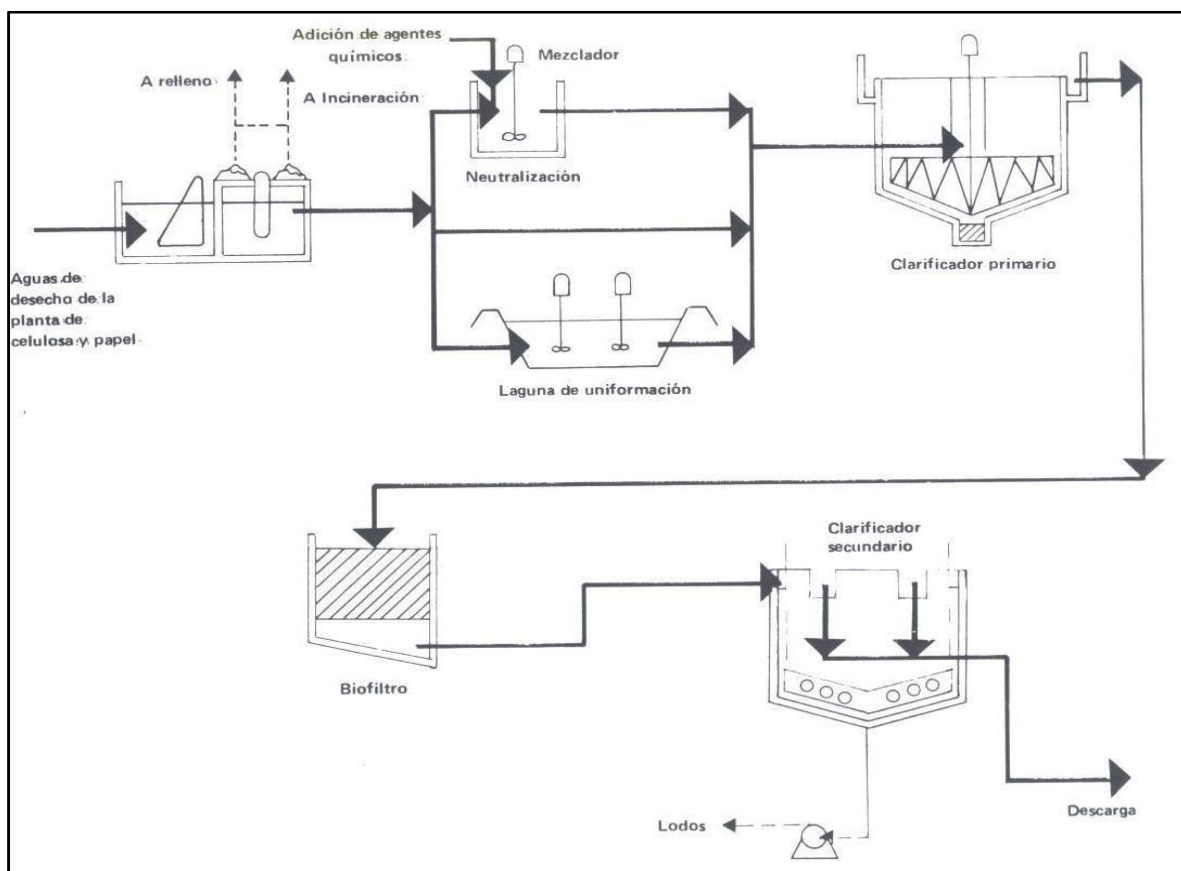 Adición de agentes
químicos
Mezclador
A relleno
A Incineración
Neutralización
Aguas de
desecho de la
planta de
celulosa y papel
Laguna de uniformación
Clarificador primario
Clarificador
secundario
Biofiltro
Lodos
Descarga